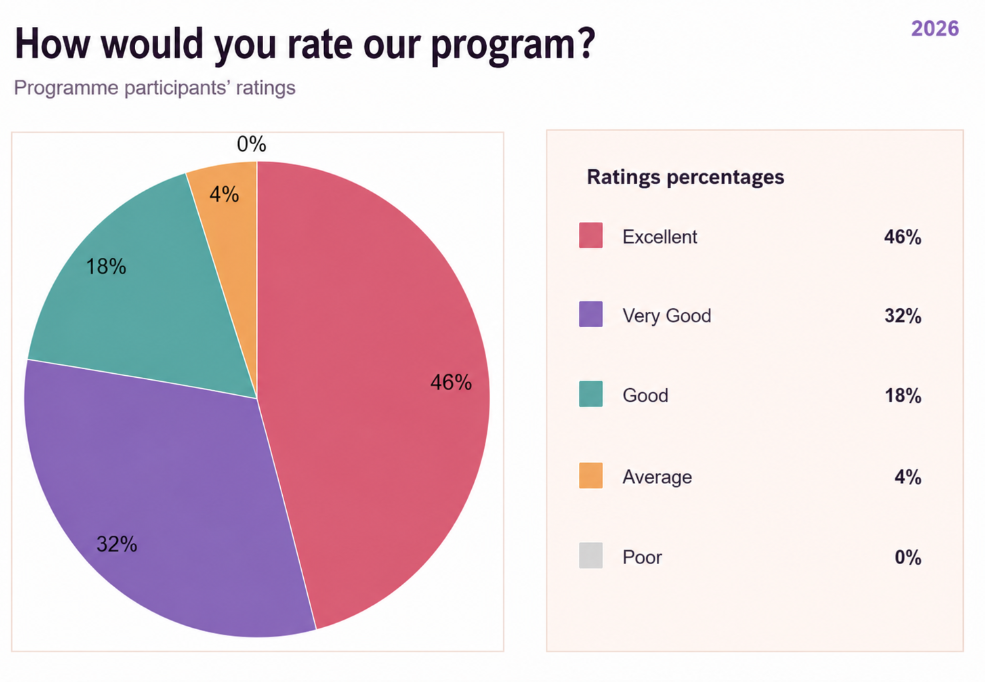 How would you rate our program?
2026
Programme participants’ ratings
0%
4%
18%
46%
32%
Ratings percentages
Excellent 46%
Very Good 32%
Good 18%
Average 4%
Poor 0%